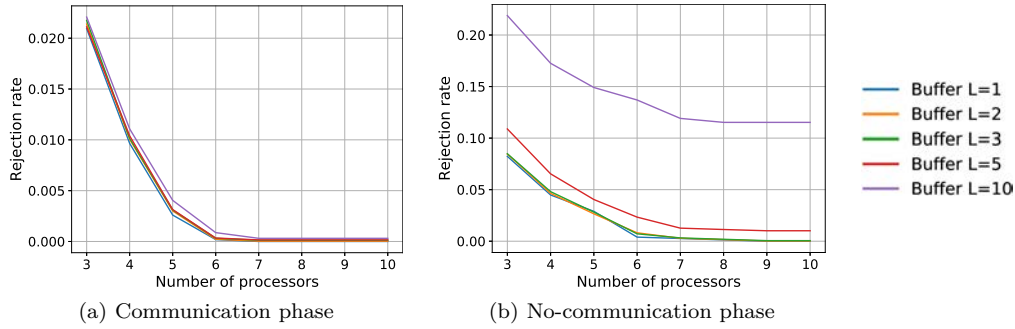 0.020
0.015
0.010
0.005
0.000
Rejection rate
3 4 5 6 7 8 9 10
Number of processors
(a) Communication phase
0.20
0.15
0.10
0.05
0.00
Rejection rate
3 4 5 6 7 8 9 10
Number of processors
(b) No-communication phase
Buffer L=1
Buffer L=2
Buffer L=3
Buffer L=5
Buffer L=10